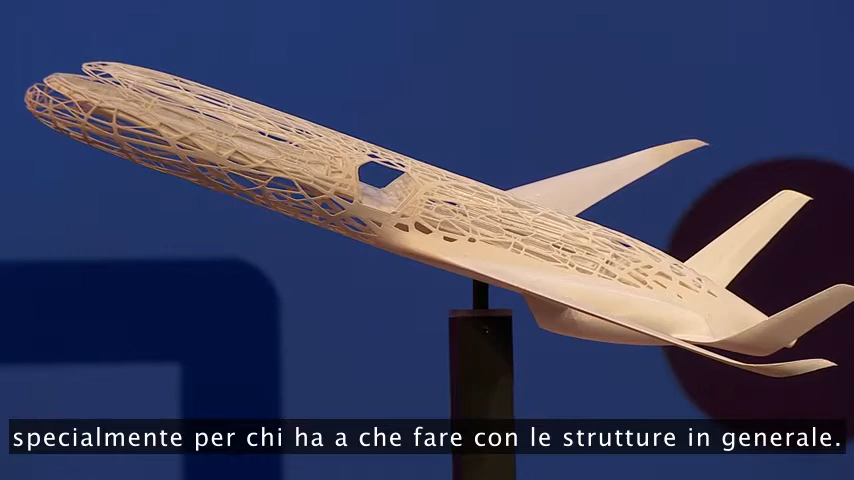 specialmente per chi ha a che fare con le strutture in generale.